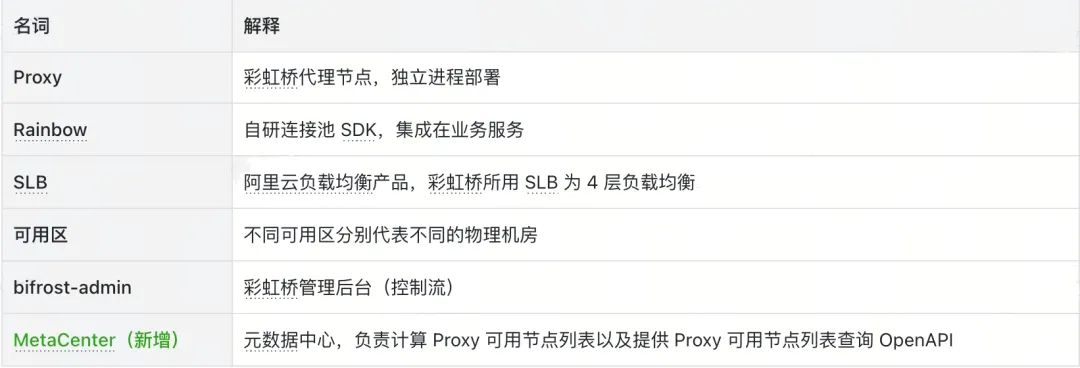 名词 解释
Proxy 彩虹桥代理节点，独立进程部署
Rainbow 自研连接池 SDK，集成在业务服务
SLB 阿里云负载均衡产品，彩虹桥所用 SLB 为 4 层负载均衡
可用区 不同可用区分别代表不同的物理机房
bifrost-admin 彩虹桥管理后台（控制流）
MetaCenter（新增） 元数据中心，负责计算 Proxy 可用节点列表以及提供 Proxy 可用节点列表查询 OpenAPI